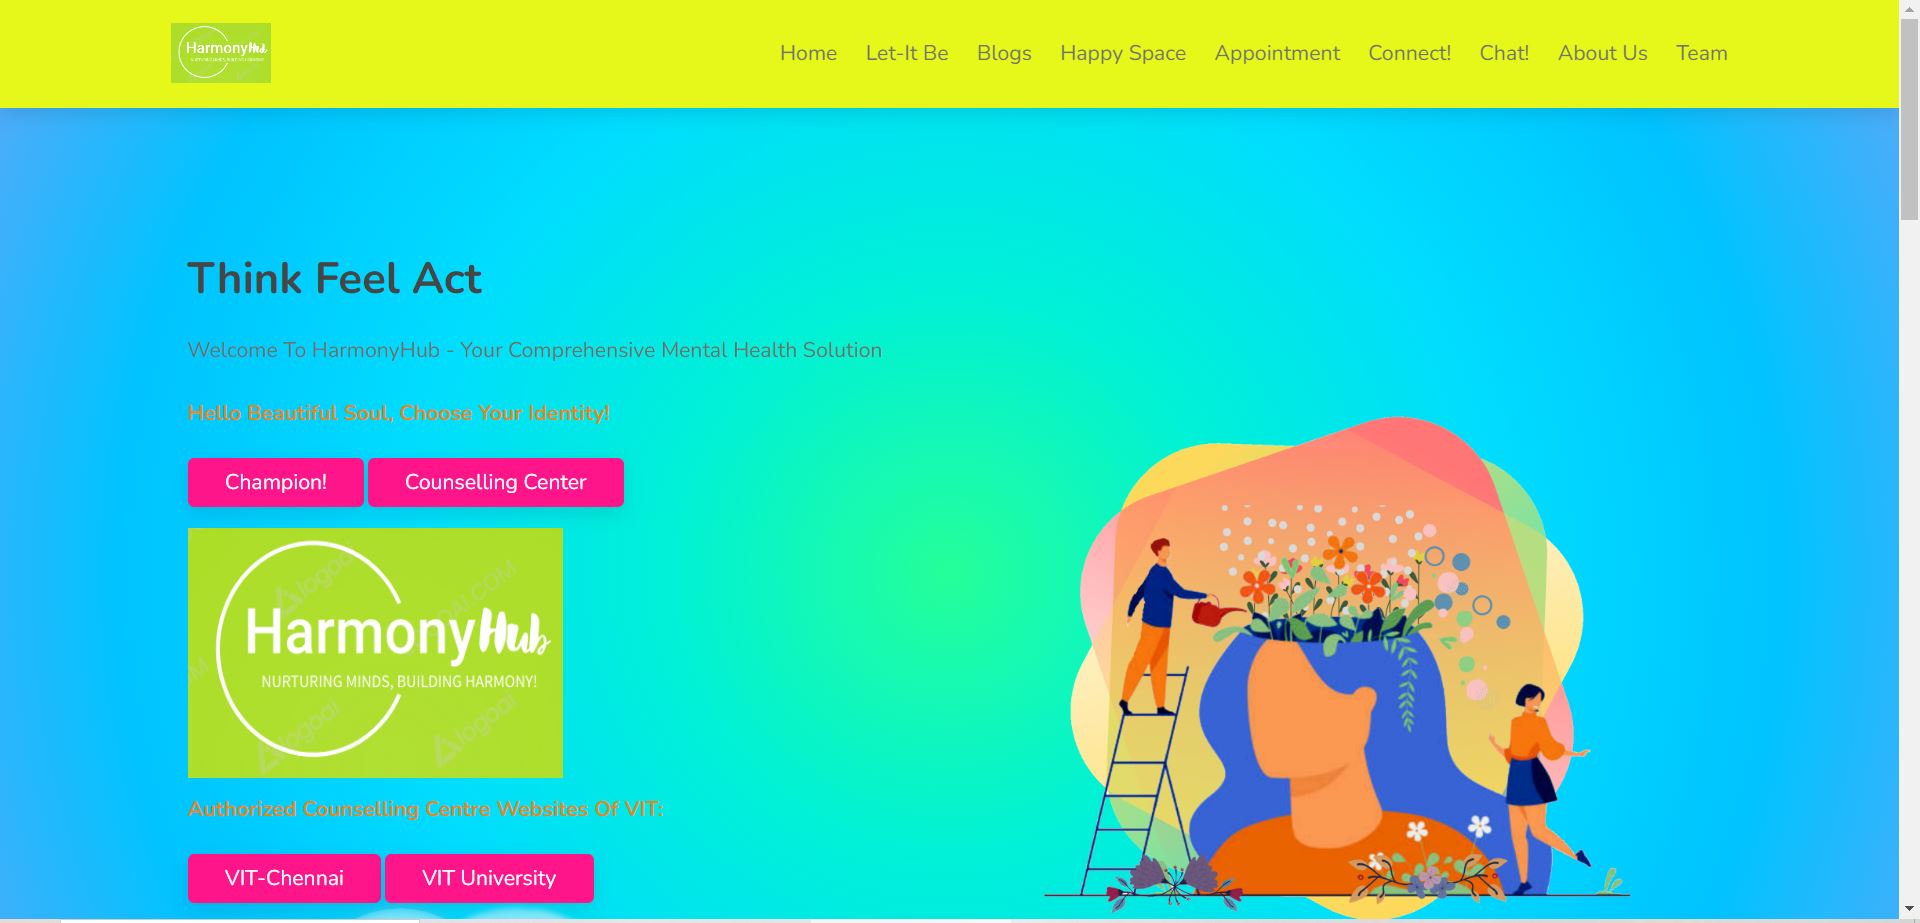 HarmonyHub
Home Let-It Be Blogs Happy Space Appointment Connect! Chat! About Us Team
Think Feel Act
Welcome To HarmonyHub - Your Comprehensive Mental Health Solution
Hello Beautiful Soul, Choose Your Identity!
Champion! Counselling Center
HarmonyHub
NURTURING MINDS, BUILDING HARMONY!
Authorized Counselling Centre Websites Of VIT:
VIT-Chennai VIT University